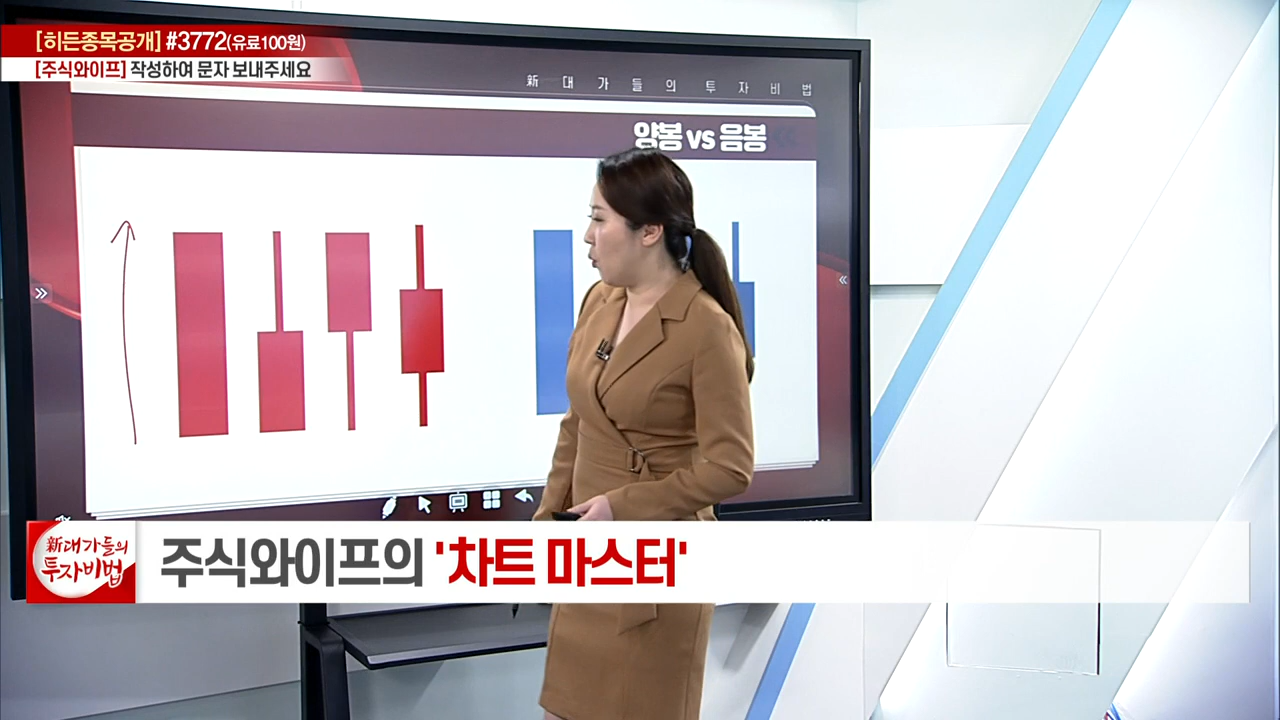 [히든종목공개] #3772(유료100원)
[주식와이프] 작성하여 문자 보내주세요
新 대 가 들 의 투 자 비 법
양봉 vs 음봉
新대가들의
투자비법
주식와이프의 '차트 마스터'